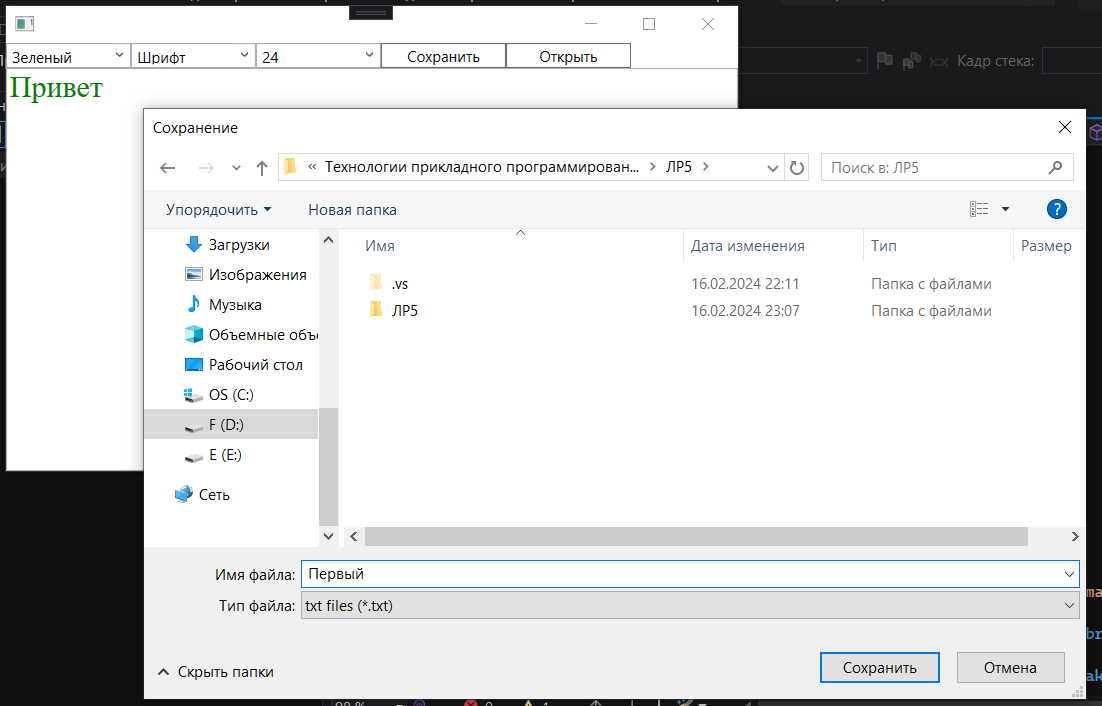 Кадр стека:
Зеленый Шрифт 24 Сохранить Открыть
Привет
Сохранение
« Технологии прикладного программирован... > ЛР5 >
Поиск в: ЛР5
Упорядочить Новая папка
Имя Дата изменения Тип Размер
.vs 16.02.2024 22:11 Папка с файлами
ЛР5 16.02.2024 23:07 Папка с файлами
Загрузки
Изображения
Музыка
Объемные объ
Рабочий стол
OS (C:)
F (D:)
E (E:)
Сеть
Имя файла: Первый
Тип файла: txt files (*.txt)
Скрыть папки
Сохранить Отмена